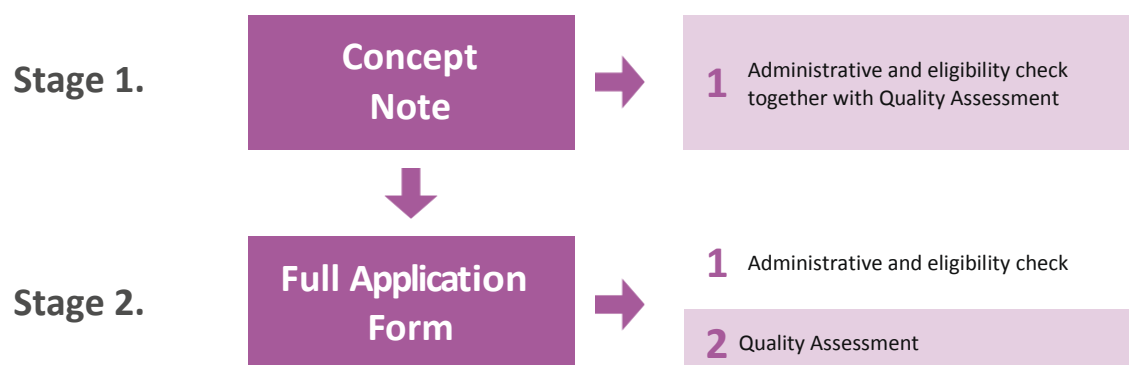 Stage 1.
Concept
Note
1
Administrative and eligibility check
together with Quality Assessment
Stage 2.
Full Application
Form
1
Administrative and eligibility check
2
Quality Assessment